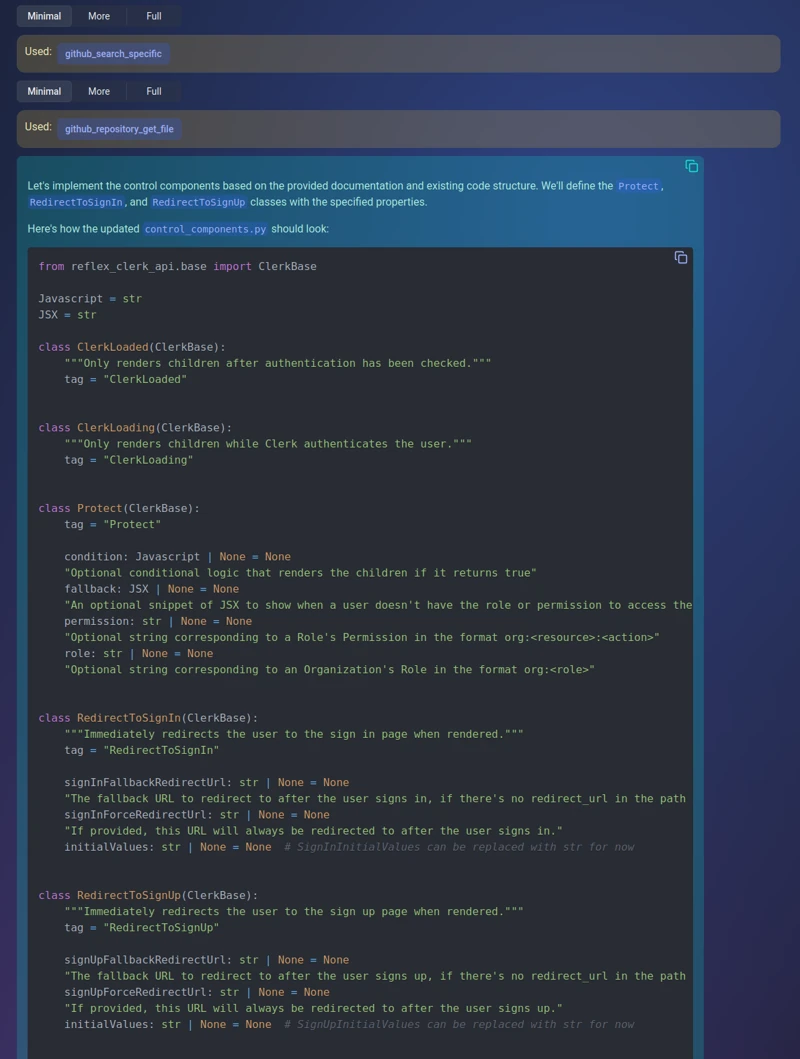 Minimal More Full
Used: github_search_specific
Minimal More Full
Used: github_repository_get_file
Let's implement the control components based on the provided documentation and existing code structure. We'll define the Protect,
RedirectToSignIn, and RedirectToSignUp classes with the specified properties.
Here's how the updated control_components.py should look:
from reflex_clerk_api.base import ClerkBase
Javascript = str
JSX = str
class ClerkLoaded(ClerkBase):
    """Only renders children after authentication has been checked."""
    tag = "ClerkLoaded"
class ClerkLoading(ClerkBase):
    """Only renders children while Clerk authenticates the user."""
    tag = "ClerkLoading"
class Protect(ClerkBase):
    tag = "Protect"
    condition: Javascript | None = None
    "Optional conditional logic that renders the children if it returns true"
    fallback: JSX | None = None
    "An optional snippet of JSX to show when a user doesn't have the role or permission to access the
    permission: str | None = None
    "Optional string corresponding to a Role's Permission in the format org:<resource>:<action>"
    role: str | None = None
    "Optional string corresponding to an Organization's Role in the format org:<role>"
class RedirectToSignIn(ClerkBase):
    """Immediately redirects the user to the sign in page when rendered."""
    tag = "RedirectToSignIn"
    signInFallbackRedirectUrl: str | None = None
    "The fallback URL to redirect to after the user signs in, if there's no redirect_url in the path
    signInForceRedirectUrl: str | None = None
    "If provided, this URL will always be redirected to after the user signs in."
    initialValues: str | None = None  # SignInInitialValues can be replaced with str for now
class RedirectToSignUp(ClerkBase):
    """Immediately redirects the user to the sign up page when rendered."""
    tag = "RedirectToSignUp"
    signUpFallbackRedirectUrl: str | None = None
    "The fallback URL to redirect to after the user signs up, if there's no redirect_url in the path
    signUpForceRedirectUrl: str | None = None
    "If provided, this URL will always be redirected to after the user signs up."
    initialValues: str | None = None  # SignUpInitialValues can be replaced with str for now